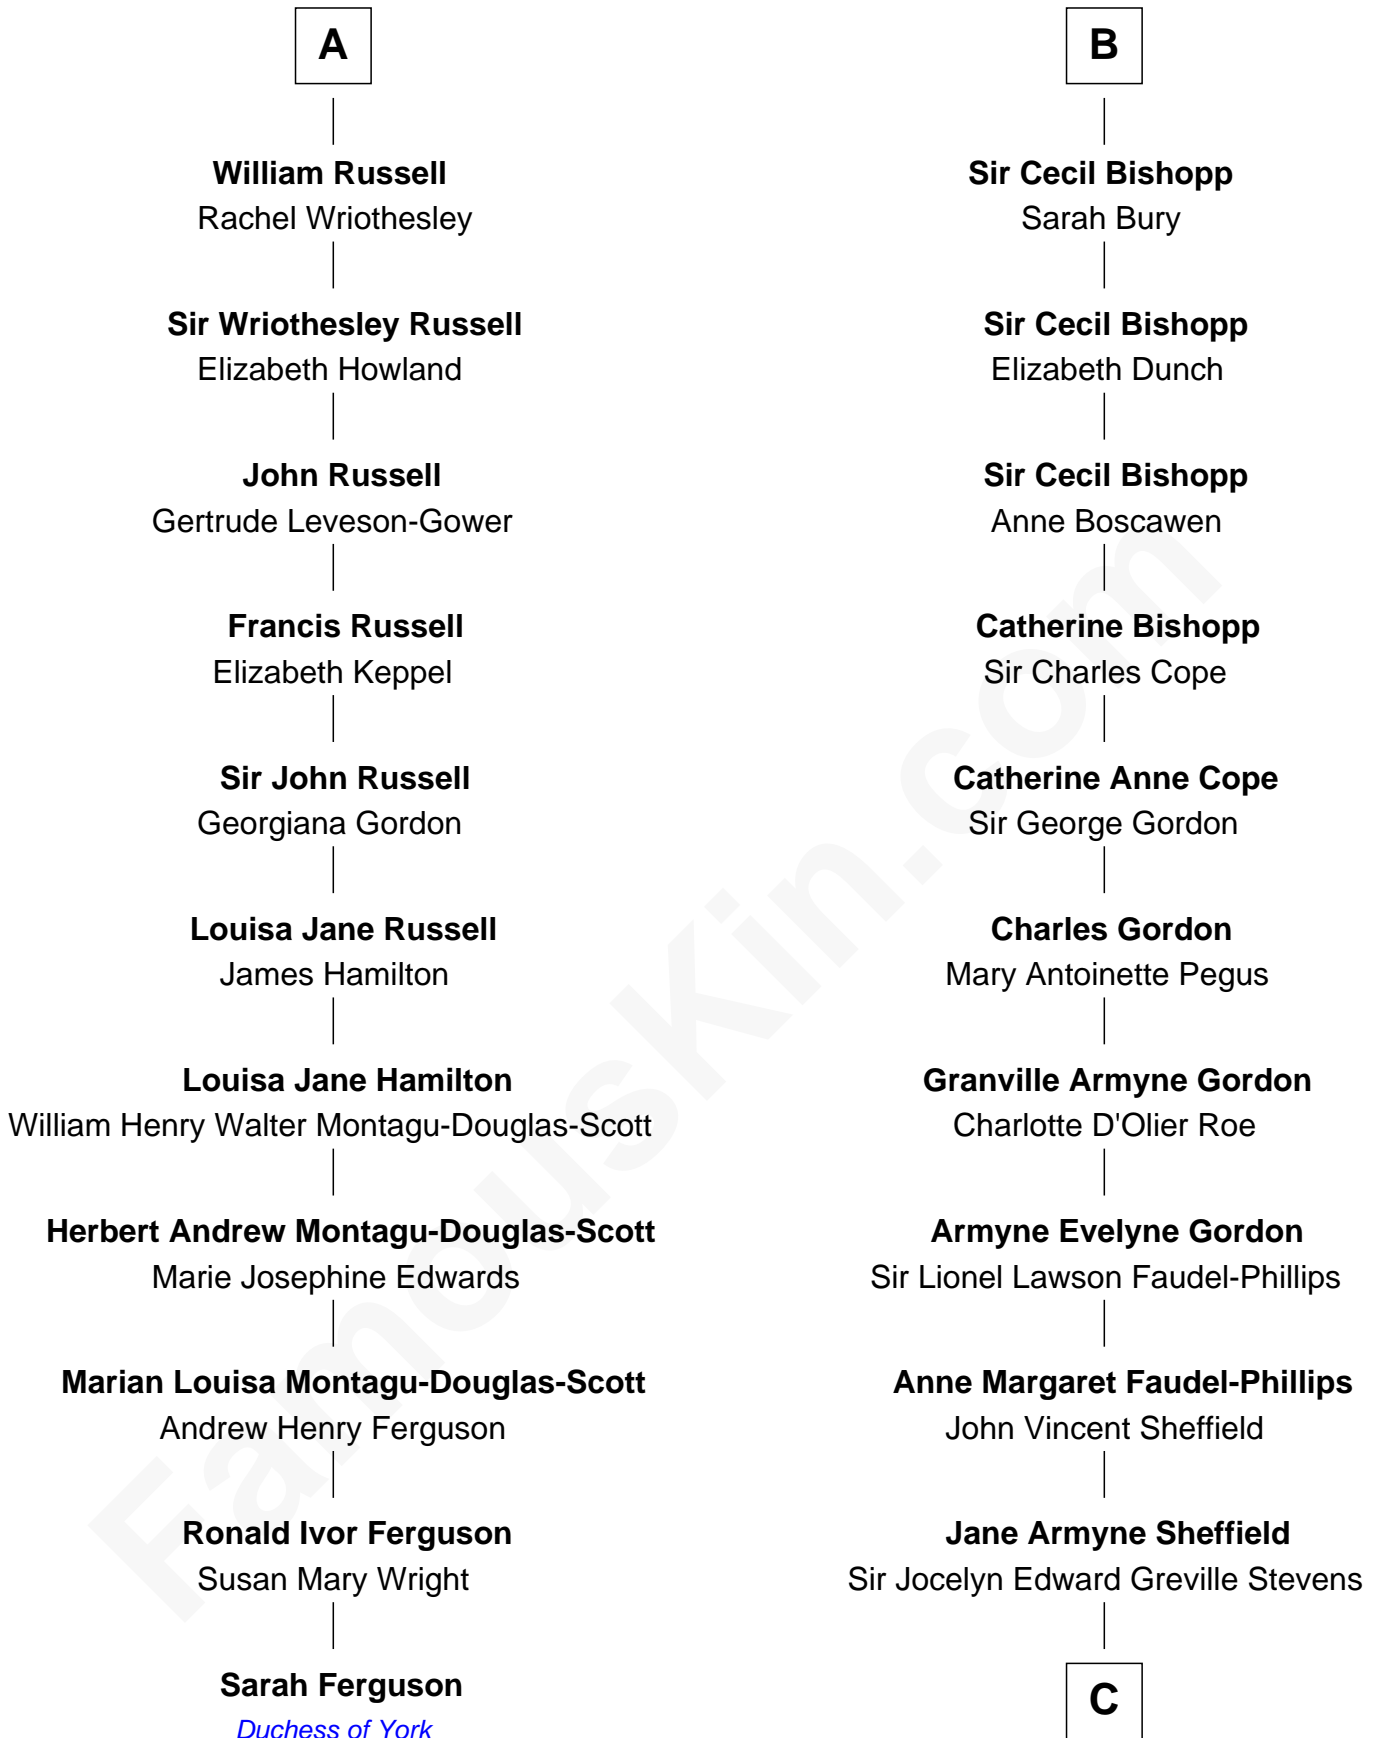 A
William Russell
Rachel Wriothesley
Sir Wriothesley Russell
Elizabeth Howland
John Russell
Gertrude Leveson-Gower
Francis Russell
Elizabeth Keppel
Sir John Russell
Georgiana Gordon
Louisa Jane Russell
James Hamilton
Louisa Jane Hamilton
William Henry Walter Montagu-Douglas-Scott
Herbert Andrew Montagu-Douglas-Scott
Marie Josephine Edwards
Marian Louisa Montagu-Douglas-Scott
Andrew Henry Ferguson
Ronald Ivor Ferguson
Susan Mary Wright
Sarah Ferguson
Duchess of York
B
Sir Cecil Bishopp
Sarah Bury
Sir Cecil Bishopp
Elizabeth Dunch
Sir Cecil Bishopp
Anne Boscawen
Catherine Bishopp
Sir Charles Cope
Catherine Anne Cope
Sir George Gordon
Charles Gordon
Mary Antoinette Pegus
Granville Armyne Gordon
Charlotte D'Olier Roe
Armyne Evelyne Gordon
Sir Lionel Lawson Faudel-Phillips
Anne Margaret Faudel-Phillips
John Vincent Sheffield
Jane Armyne Sheffield
Sir Jocelyn Edward Greville Stevens
C
FamousKin.com